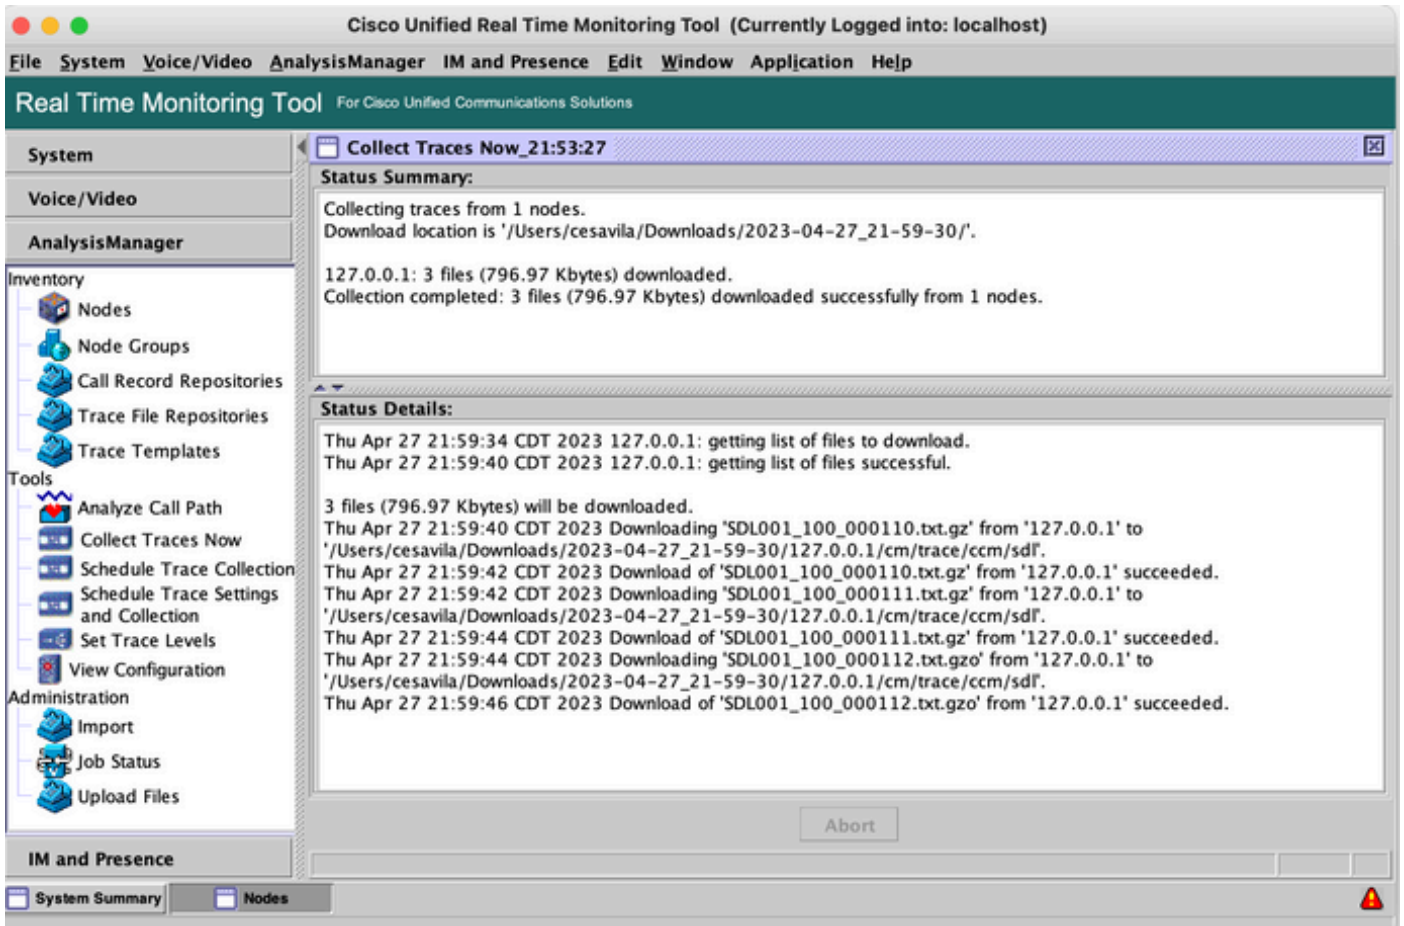 Cisco Unified Real Time Monitoring Tool (Currently Logged into: localhost)
File System Voice/Video AnalysisManager IM and Presence Edit Window Application Help
Real Time Monitoring Tool For Cisco Unified Communications Solutions
System
Voice/Video
AnalysisManager
Inventory
Nodes
Node Groups
Call Record Repositories
Trace File Repositories
Trace Templates
Tools
Analyze Call Path
Collect Traces Now
Schedule Trace Collection
Schedule Trace Settings
and Collection
Set Trace Levels
View Configuration
Administration
Import
Job Status
Upload Files
IM and Presence
Collect Traces Now_21:53:27
Status Summary:
Collecting traces from 1 nodes.
Download location is '/Users/cesavila/Downloads/2023-04-27_21-59-30/'.
127.0.0.1: 3 files (796.97 Kbytes) downloaded.
Collection completed: 3 files (796.97 Kbytes) downloaded successfully from 1 nodes.
Status Details:
Thu Apr 27 21:59:34 CDT 2023 127.0.0.1: getting list of files to download.
Thu Apr 27 21:59:40 CDT 2023 127.0.0.1: getting list of files successful.
3 files (796.97 Kbytes) will be downloaded.
Thu Apr 27 21:59:40 CDT 2023 Downloading 'SDL001_100_000110.txt.gz' from '127.0.0.1' to
'/Users/cesavila/Downloads/2023-04-27_21-59-30/127.0.0.1/cm/trace/ccm/sdl'.
Thu Apr 27 21:59:42 CDT 2023 Download of 'SDL001_100_000110.txt.gz' from '127.0.0.1' succeeded.
Thu Apr 27 21:59:42 CDT 2023 Downloading 'SDL001_100_000111.txt.gz' from '127.0.0.1' to
'/Users/cesavila/Downloads/2023-04-27_21-59-30/127.0.0.1/cm/trace/ccm/sdl'.
Thu Apr 27 21:59:44 CDT 2023 Download of 'SDL001_100_000111.txt.gz' from '127.0.0.1' succeeded.
Thu Apr 27 21:59:44 CDT 2023 Downloading 'SDL001_100_000112.txt.gzo' from '127.0.0.1' to
'/Users/cesavila/Downloads/2023-04-27_21-59-30/127.0.0.1/cm/trace/ccm/sdl'.
Thu Apr 27 21:59:46 CDT 2023 Download of 'SDL001_100_000112.txt.gzo' from '127.0.0.1' succeeded.
Abort
System Summary
Nodes